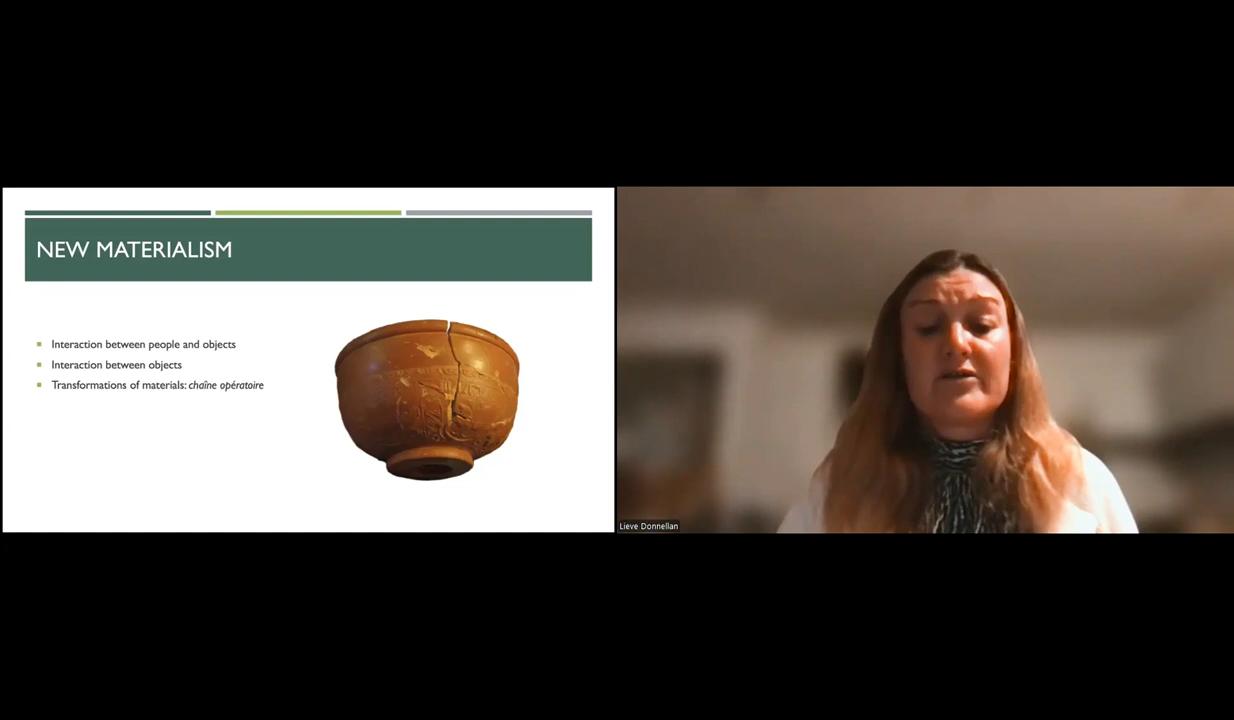 NEW MATERIALISM
Interaction between people and objects
Interaction between objects
Transformations of materials: chaîne opératoire
Lieve Donnellan